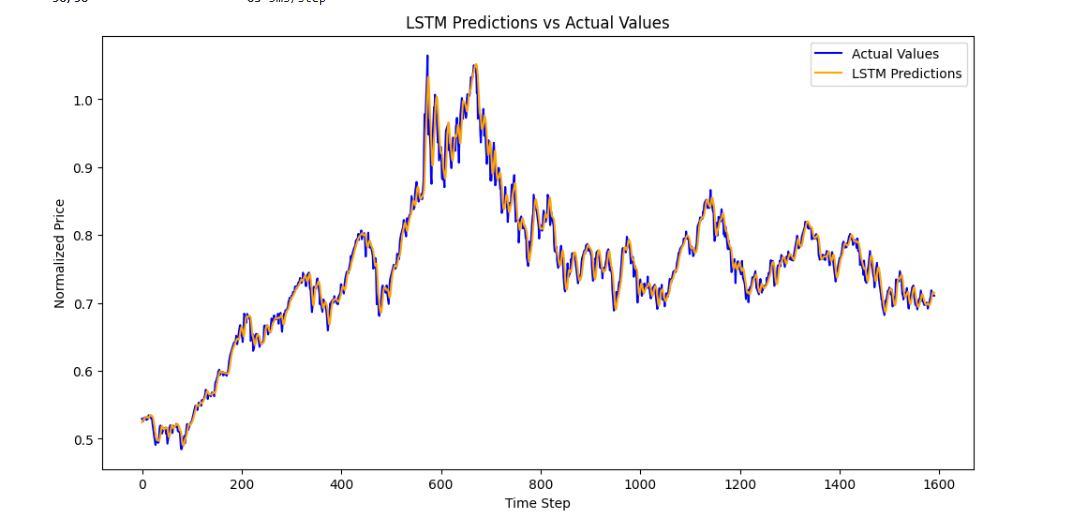 LSTM Predictions vs Actual Values
Actual Values
LSTM Predictions
Normalized Price
1.0
0.9
0.8
0.7
0.6
0.5
0 200 400 600 800 1000 1200 1400 1600
Time Step